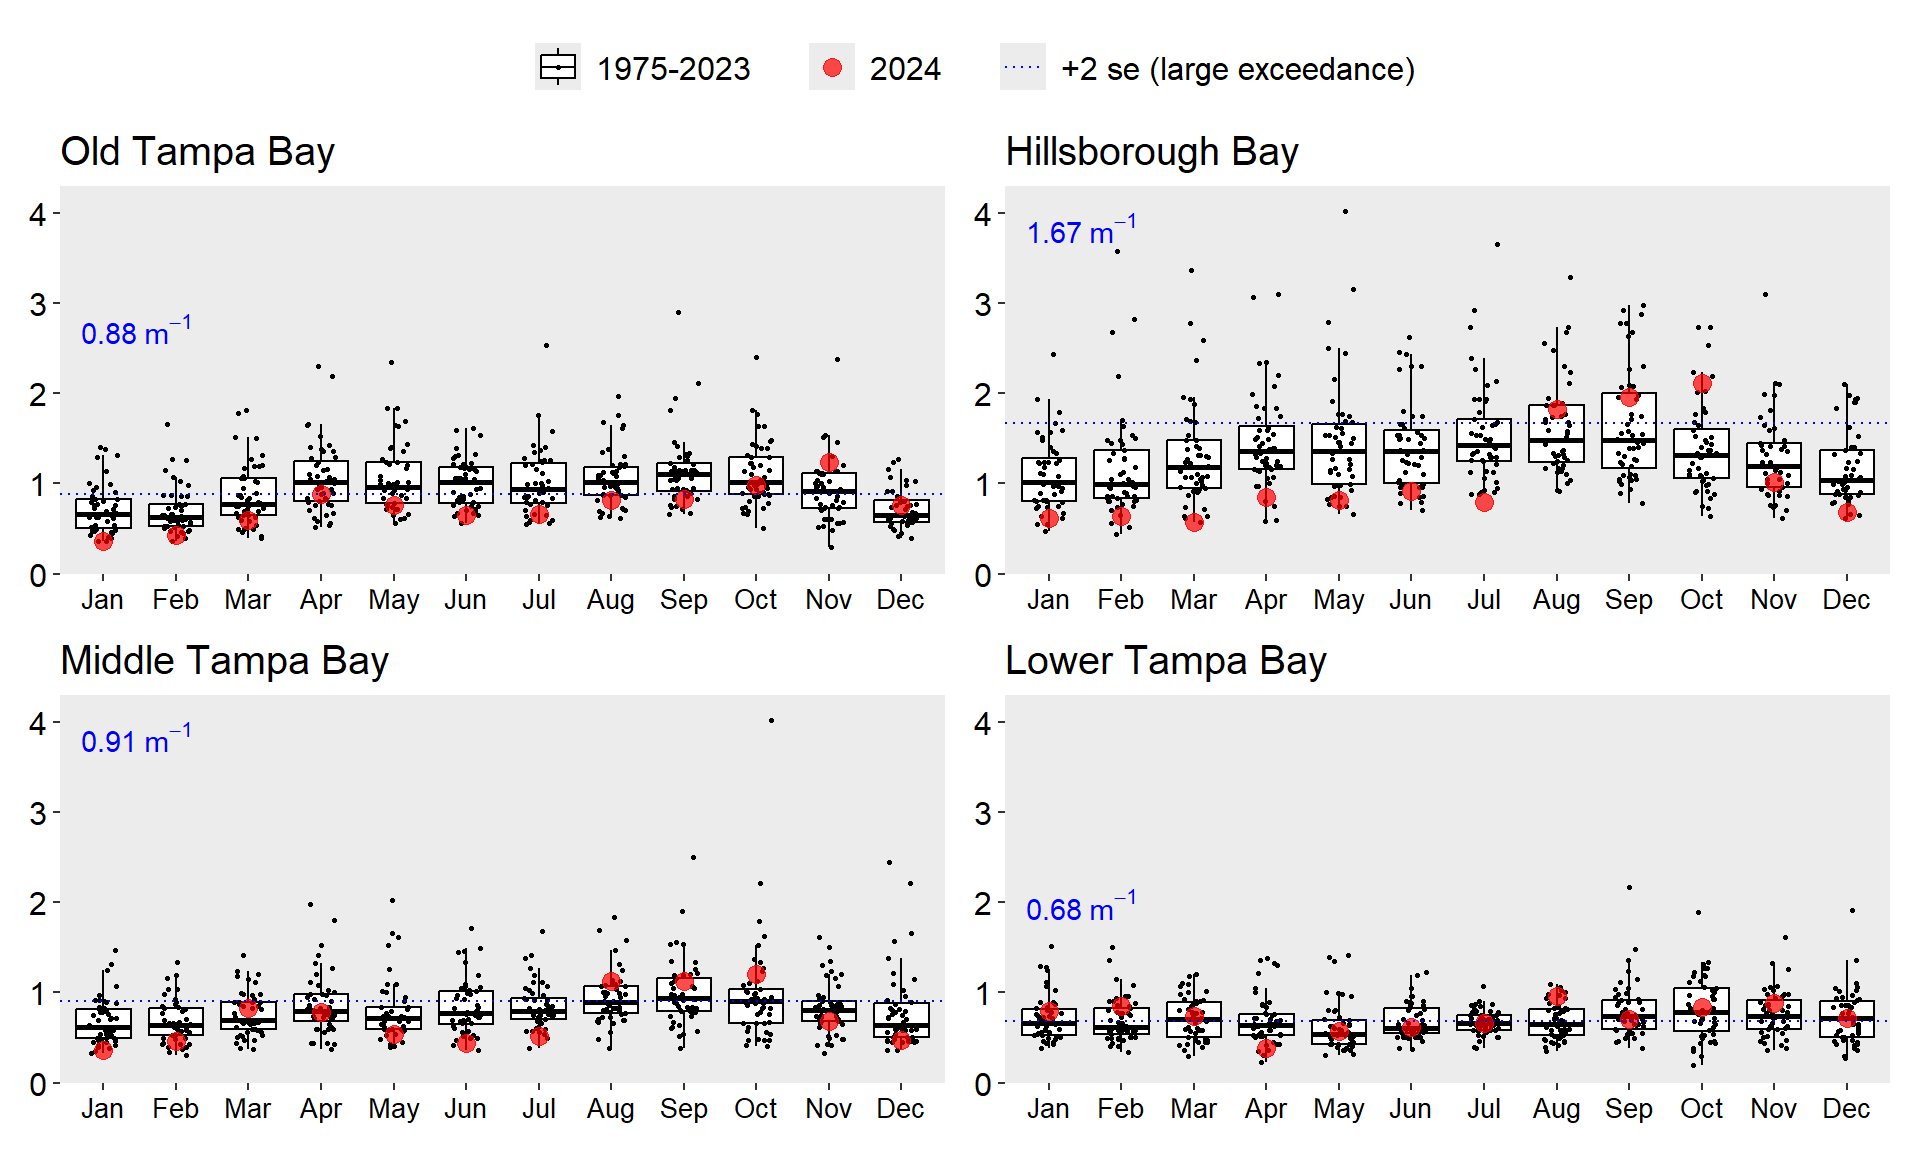 1975-2023 2024 +2 se (large exceedance)
Old Tampa Bay
4
3
2
1
0
0.88 m⁻¹
Jan Feb Mar Apr May Jun Jul Aug Sep Oct Nov Dec
Hillsborough Bay
4
3
2
1
0
1.67 m⁻¹
Jan Feb Mar Apr May Jun Jul Aug Sep Oct Nov Dec
Middle Tampa Bay
4
3
2
1
0
0.91 m⁻¹
Jan Feb Mar Apr May Jun Jul Aug Sep Oct Nov Dec
Lower Tampa Bay
4
3
2
1
0
0.68 m⁻¹
Jan Feb Mar Apr May Jun Jul Aug Sep Oct Nov Dec